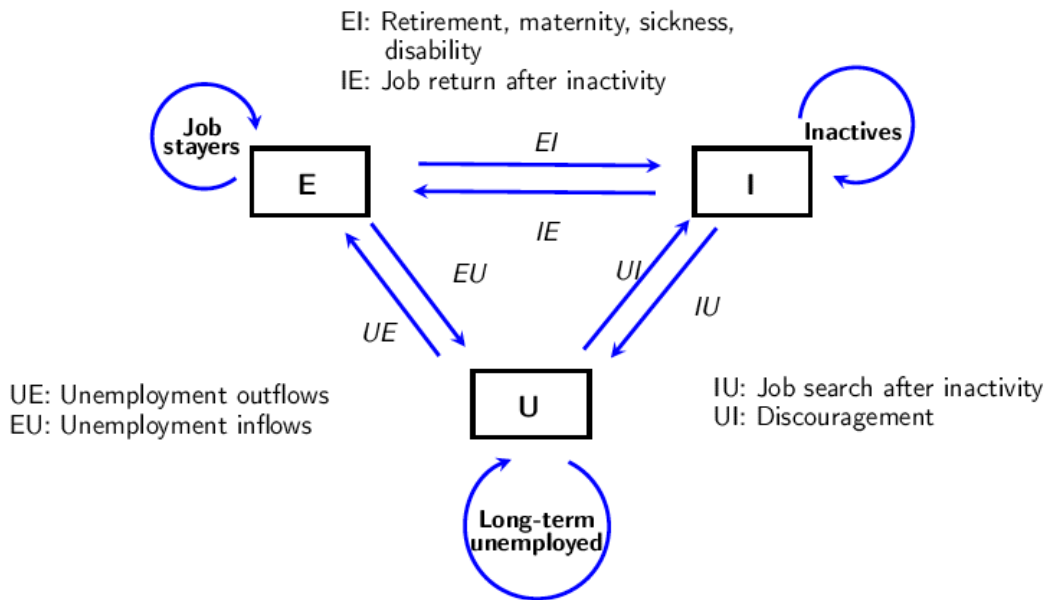 EI: Retirement, maternity, sickness,
disability
IE: Job return after inactivity
Job
stayers
Inactives
EI
E
I
IE
EU
UI
IU
UE
UE: Unemployment outflows
EU: Unemployment inflows
U
IU: Job search after inactivity
UI: Discouragement
Long-term
unemployed